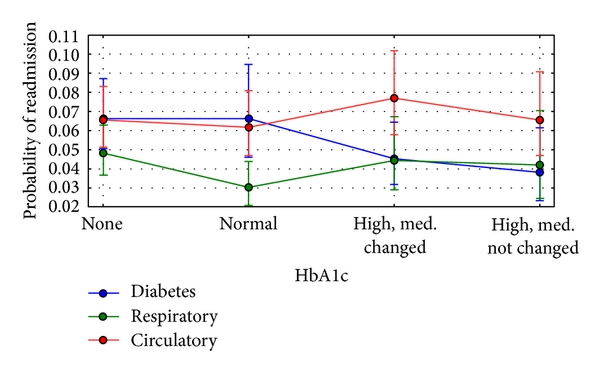 Probability of readmission
0.11
0.10
0.09
0.08
0.07
0.06
0.05
0.04
0.03
0.02
None
Normal
High, med.
changed
High, med.
not changed
HbA1c
Diabetes
Respiratory
Circulatory